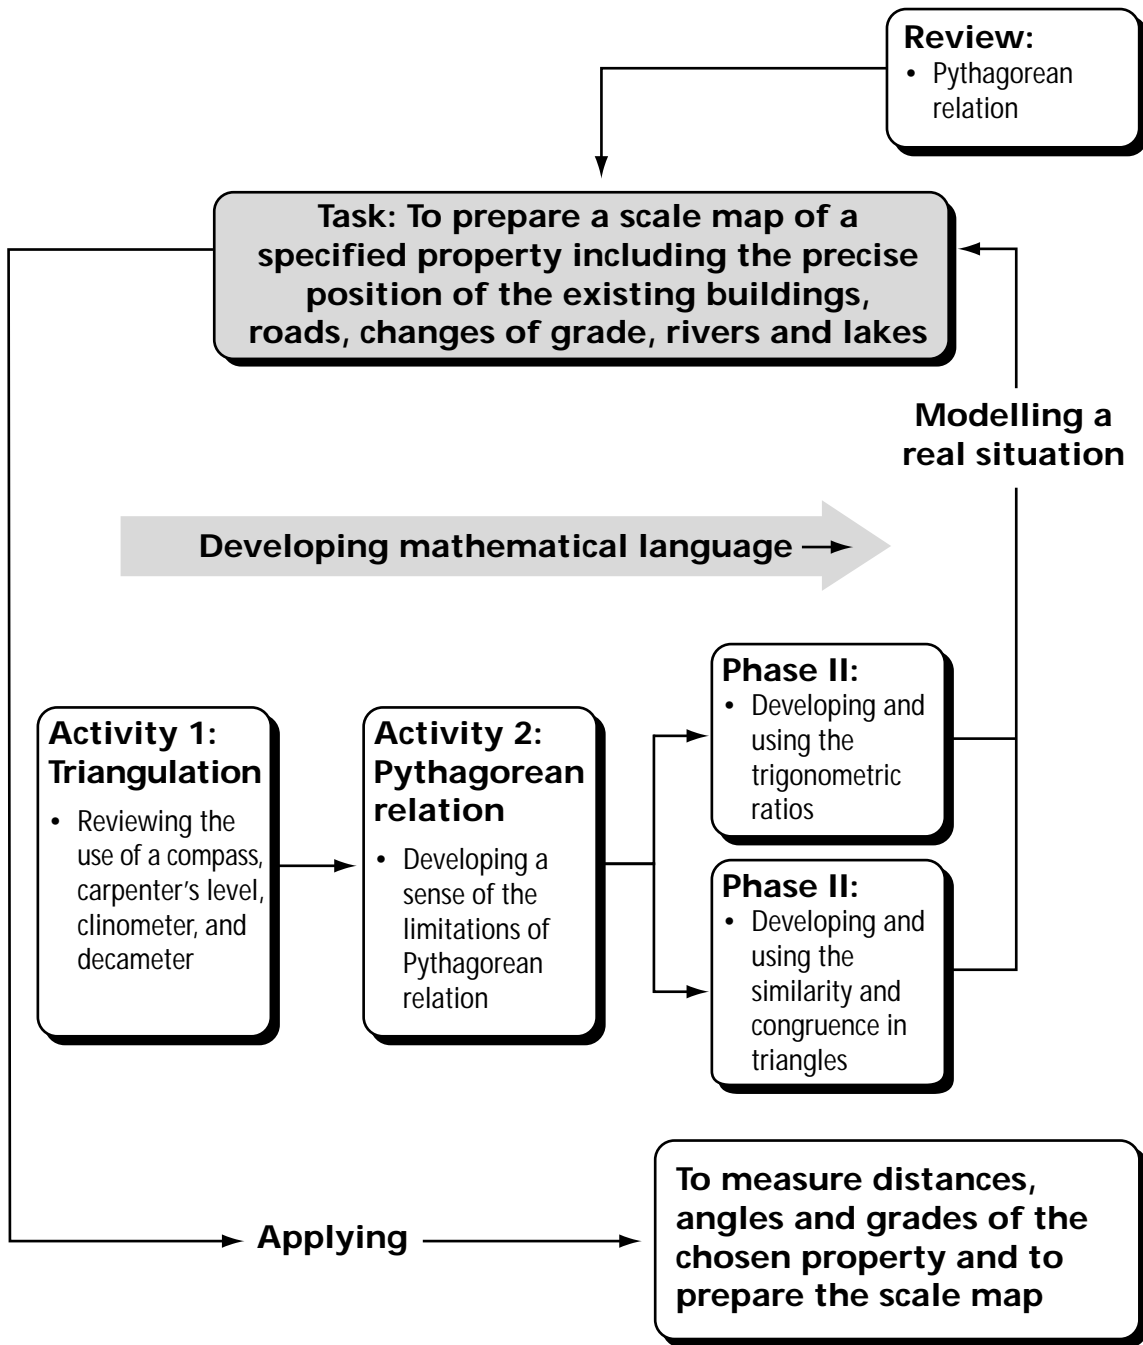 Review:
• Pythagorean
relation
Task: To prepare a scale map of a
specified property including the precise
position of the existing buildings,
roads, changes of grade, rivers and lakes
Modelling a
real situation
Developing mathematical language
Activity 1:
Triangulation
• Reviewing the
use of a compass,
carpenter’s level,
clinometer, and
decameter
Activity 2:
Pythagorean
relation
• Developing a
sense of the
limitations of
Pythagorean
relation
Phase II:
• Developing and
using the
trigonometric
ratios
Phase II:
• Developing and
using the
similarity and
congruence in
triangles
Applying
To measure distances,
angles and grades of the
chosen property and to
prepare the scale map